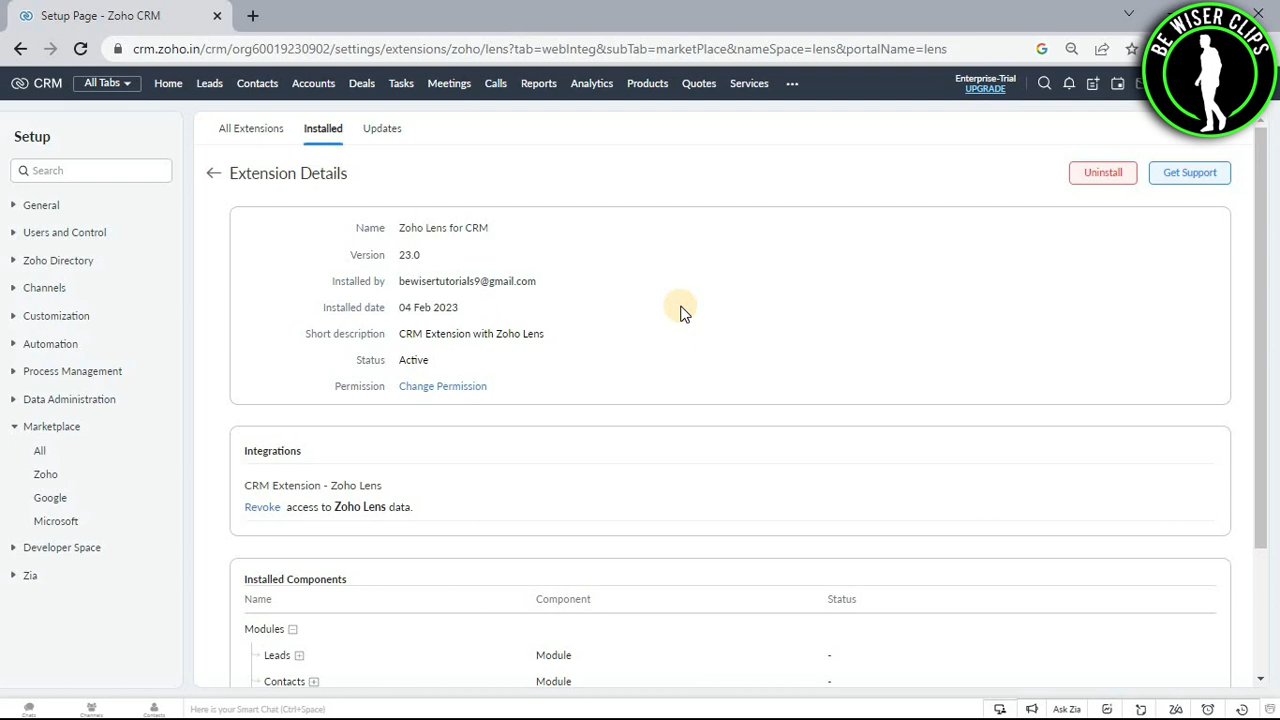 Setup Page - Zoho CRM
crm.zoho.in/crm/org60019230902/settings/extensions/zoho/lens?tab=webInteg&subTab=marketPlace&nameSpace=lens&portalName=lens
BE WISER CLIPS
CRM All Tabs Home Leads Contacts Accounts Deals Tasks Meetings Calls Reports Analytics Products Quotes Services ... Enterprise-Trial
UPGRADE
Setup
Search
General
Users and Control
Zoho Directory
Channels
Customization
Automation
Process Management
Data Administration
Marketplace
All
Zoho
Google
Microsoft
Developer Space
Zia
All Extensions Installed Updates
Extension Details Uninstall Get Support
Name Zoho Lens for CRM
Version 23.0
Installed by bewisertutorials9@gmail.com
Installed date 04 Feb 2023
Short description CRM Extension with Zoho Lens
Status Active
Permission Change Permission
Integrations
CRM Extension - Zoho Lens
Revoke access to Zoho Lens data.
Installed Components
Name Component Status
Modules
Leads Module -
Contacts Module -
Chats Channels Contacts Here is your Smart Chat (Ctrl+Space) Ask Zia